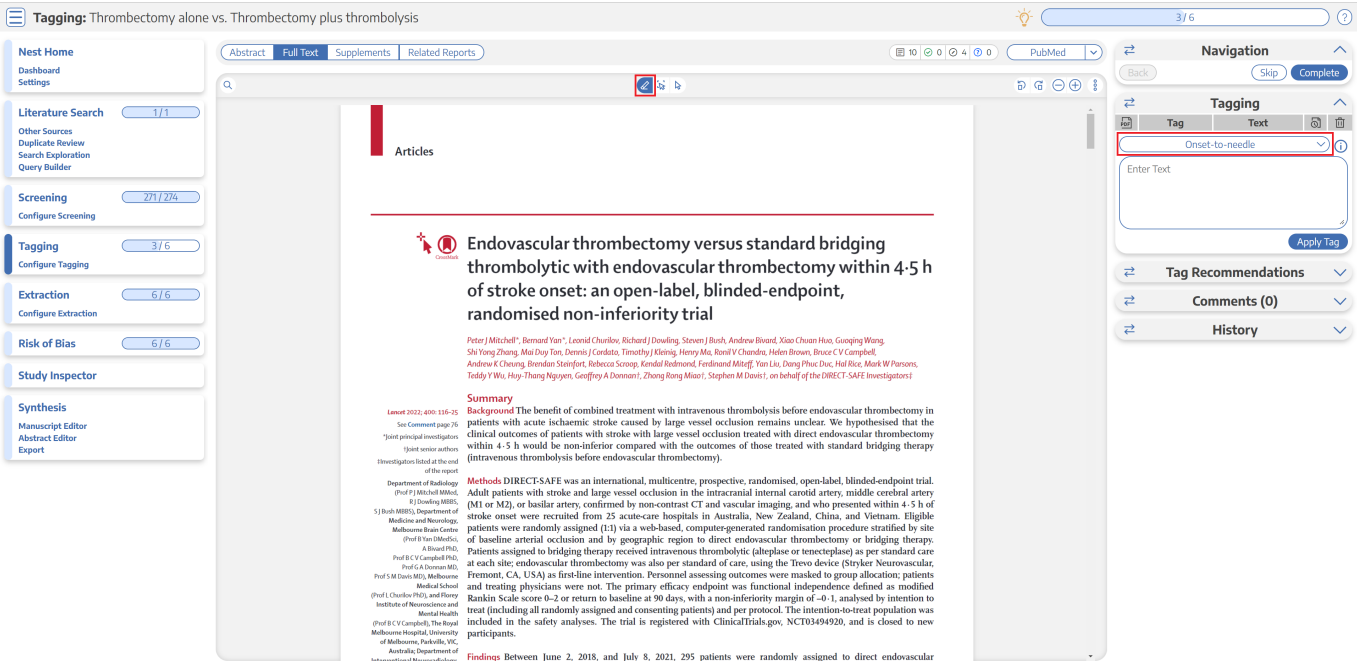 Tagging: Thrombectomy alone vs. Thrombectomy plus thrombolysis
3/6
?
Nest Home
Dashboard
Settings
Literature Search
1/1
Other Sources
Duplicate Review
Search Exploration
Query Builder
Screening
271/274
Configure Screening
Tagging
3/6
Configure Tagging
Extraction
6/6
Configure Extraction
Risk of Bias
6/6
Study Inspector
Synthesis
Manuscript Editor
Abstract Editor
Export
Abstract
Full Text
Supplements
Related Reports
10
0
4
0
PubMed
Articles
CrossMark
Endovascular thrombectomy versus standard bridging
thrombolytic with endovascular thrombectomy within 4·5 h
of stroke onset: an open-label, blinded-endpoint,
randomised non-inferiority trial
Peter J Mitchell*, Bernard Yan*, Leonid Churilov, Richard J Dowling, Steven J Bush, Andrew Bivard, Xiao Chuan Huo, Guoqing Wang,
Shi Yong Zhang, Mai Duy Ton, Dennis J Cordato, Timothy J Kleinig, Henry Ma, Ronil V Chandra, Helen Brown, Bruce C V Campbell,
Andrew K Cheung, Brendan Steinfort, Rebecca Scroop, Kendal Redmond, Ferdinand Miteff, Yan Liu, Dang Phuc Duc, Hal Rice, Mark W Parsons,
Teddy Y Wu, Huy-Thang Nguyen, Geoffrey A Donnan†, Zhong Rong Miao†, Stephen M Davis†, on behalf of the DIRECT-SAFE Investigators‡
Summary
Background The benefit of combined treatment with intravenous thrombolysis before endovascular thrombectomy in
patients with acute ischaemic stroke caused by large vessel occlusion remains unclear. We hypothesised that the
clinical outcomes of patients with stroke with large vessel occlusion treated with direct endovascular thrombectomy
within 4·5 h would be non-inferior compared with the outcomes of those treated with standard bridging therapy
(intravenous thrombolysis before endovascular thrombectomy).
Methods DIRECT-SAFE was an international, multicentre, prospective, randomised, open-label, blinded-endpoint trial.
Adult patients with stroke and large vessel occlusion in the intracranial internal carotid artery, middle cerebral artery
(M1 or M2), or basilar artery, confirmed by non-contrast CT and vascular imaging, and who presented within 4·5 h of
stroke onset were recruited from 25 acute-care hospitals in Australia, New Zealand, China, and Vietnam. Eligible
patients were randomly assigned (1:1) via a web-based, computer-generated randomisation procedure stratified by site
of baseline arterial occlusion and by geographic region to direct endovascular thrombectomy or bridging therapy.
Patients assigned to bridging therapy received intravenous thrombolytic (alteplase or tenecteplase) as per standard care
at each site; endovascular thrombectomy was also per standard of care, using the Trevo device (Stryker Neurovascular,
Fremont, CA, USA) as first-line intervention. Personnel assessing outcomes were masked to group allocation; patients
and treating physicians were not. The primary efficacy endpoint was functional independence defined as modified
Rankin Scale score 0–2 or return to baseline at 90 days, with a non-inferiority margin of –0·1, analysed by intention to
treat (including all randomly assigned and consenting patients) and per protocol. The intention-to-treat population was
included in the safety analyses. The trial is registered with ClinicalTrials.gov, NCT03494920, and is closed to new
participants.
Findings Between June 2, 2018, and July 8, 2021, 295 patients were randomly assigned to direct endovascular
Lancet 2022; 400: 116–25
See Comment page 76
*Joint principal investigators
†Joint senior authors
‡Investigators listed at the end
of the report
Department of Radiology
(Prof P J Mitchell MMed,
R J Dowling MBBS,
S J Bush MBBS), Department of
Medicine and Neurology,
Melbourne Brain Centre
(Prof B Yan DMedSci,
A Bivard PhD,
Prof B C V Campbell PhD,
Prof G A Donnan MD,
Prof S M Davis MD), Melbourne
Medical School
(Prof L Churilov PhD), and Florey
Institute of Neuroscience and
Mental Health
(Prof B C V Campbell), The Royal
Melbourne Hospital, University
of Melbourne, Parkville, VIC,
Australia; Department of
Interventional Neuroradiology,
Navigation
Back
Skip
Complete
Tagging
PDF
Tag
Text
Onset-to-needle
Enter Text
Apply Tag
Tag Recommendations
Comments (0)
History